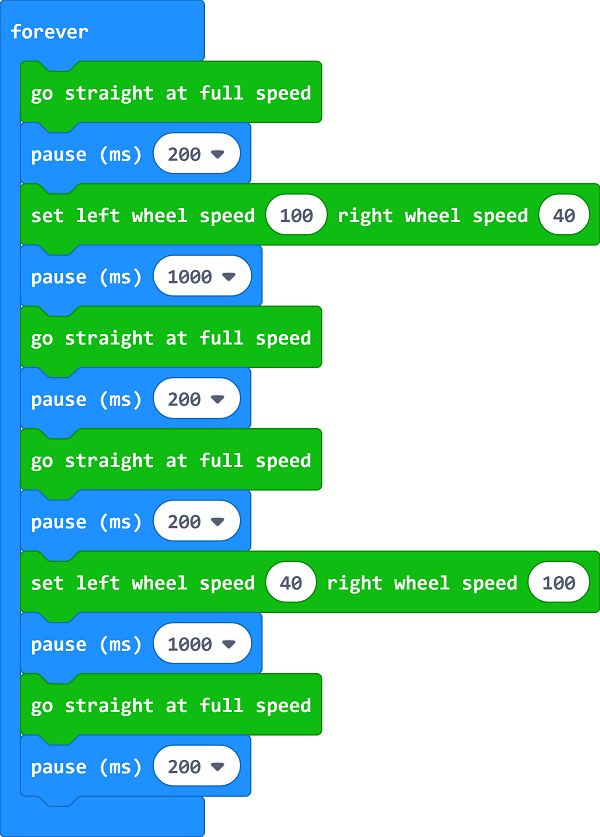 forever
go straight at full speed
pause (ms) 200
set left wheel speed 100 right wheel speed 40
pause (ms) 1000
go straight at full speed
pause (ms) 200
go straight at full speed
pause (ms) 200
set left wheel speed 40 right wheel speed 100
pause (ms) 1000
go straight at full speed
pause (ms) 200